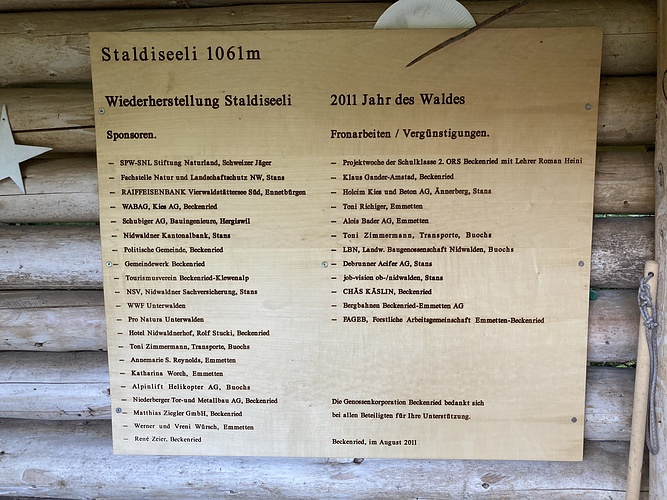 Staldiseeli 1061m
Wiederherstellung Staldiseeli
Sponsoren.
– SPW-SNL Stiftung Naturland, Schweizer Jäger
– Fachstelle Natur und Landschaftschutz NW, Stans
– RAIFFEISENBANK Vierwaldstättersee Süd, Ennetbürgen
– WABAG, Kies AG, Beckenried
– Schubiger AG, Bauingenieure, Hergiswil
– Nidwaldner Kantonalbank, Stans
– Politische Gemeinde, Beckenried
– Gemeindewerk Beckenried
– Tourismusverein Beckenried-Klewenalp
– NSV, Nidwaldner Sachversicherung, Stans
– WWF Unterwalden
– Pro Natura Unterwalden
– Hotel Nidwaldnerhof, Rolf Stucki, Beckenried
– Toni Zimmermann, Transporte, Buochs
– Annemarie S. Reynolds, Emmetten
– Katharina Worch, Emmetten
– Alpinlift Helikopter AG, Buochs
– Niederberger Tor-und Metallbau AG, Beckenried
– Matthias Ziegler GmbH, Beckenried
– Werner und Vreni Würsch, Emmetten
– René Zeier, Beckenried
2011 Jahr des Waldes
Fronarbeiten / Vergünstigungen.
– Projektwoche der Schulklasse 2. ORS Beckenried mit Lehrer Roman Heini
– Klaus Gander-Amstad, Beckenried
– Holcim Kies und Beton AG, Ännerberg, Stans
– Toni Richiger, Emmetten
– Alois Bader AG, Emmetten
– Toni Zimmermann, Transporte, Buochs
– LBN, Landw. Baugenossenschaft Nidwalden, Buochs
– Debrunner Acifer AG, Stans
– job-vision ob-/nidwalden, Stans
– CHÄS KÄSLIN, Beckenried
– Bergbahnen Beckenried-Emmetten AG
– FAGEB, Forstliche Arbeitsgemeinschaft Emmetten-Beckenried
Die Genossenkorporation Beckenried bedankt sich
bei allen Beteiligten für Ihre Unterstützung.
Beckenried, im August 2011